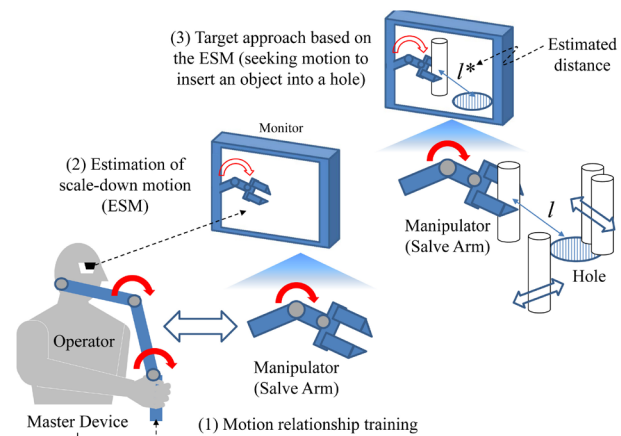 (3) Target approach based on
the ESM (seeking motion to
insert an object into a hole)
l*
Estimated
distance
Monitor
(2) Estimation of
scale-down motion
(ESM)
Manipulator
(Salve Arm)
l
Hole
Operator
Manipulator
(Salve Arm)
Master Device
(1) Motion relationship training